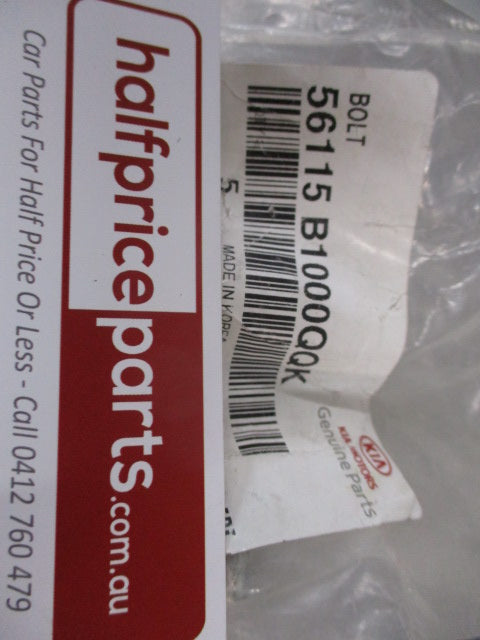 BOLT
56115 B1000QQK
5
MADE IN KOREA
KIA
KIA MOTORS
Genuine Parts
halfpriceparts.com.au
Car Parts For Half Price Or Less - Call 0412 760 479